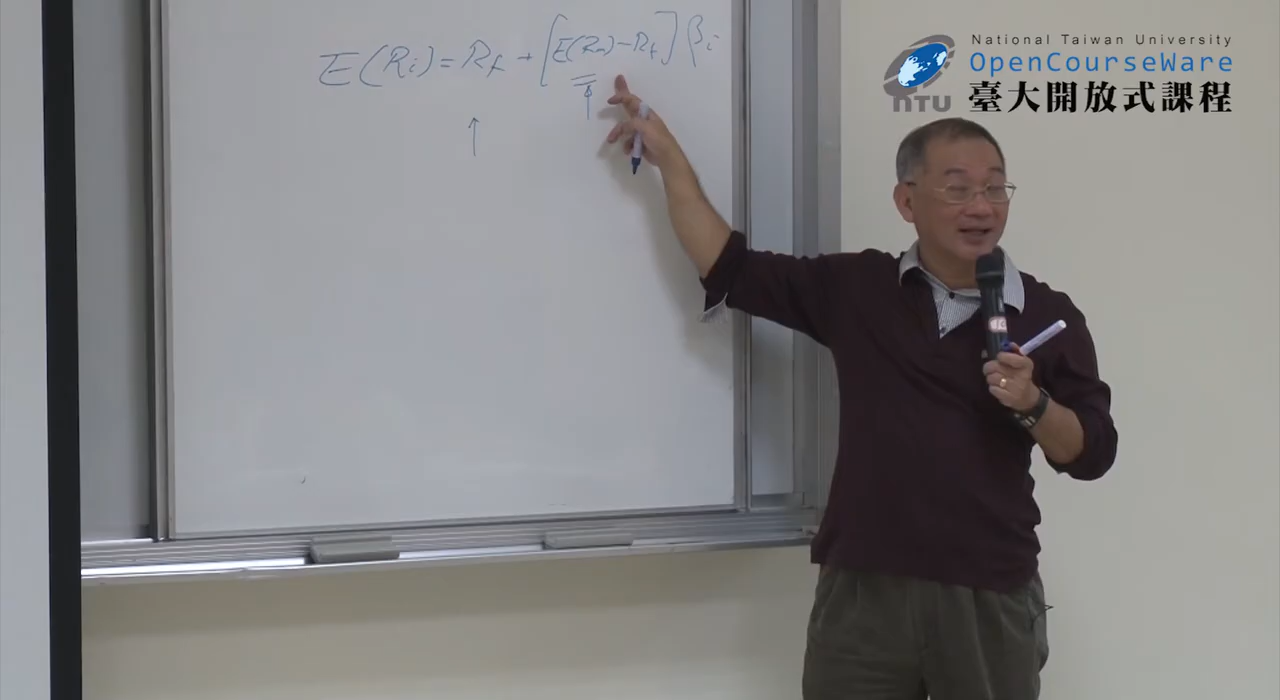 E(Ri) = Rf + [E(Rm) - Rf] βi
National Taiwan University
OpenCourseWare
NTU
臺大開放式課程